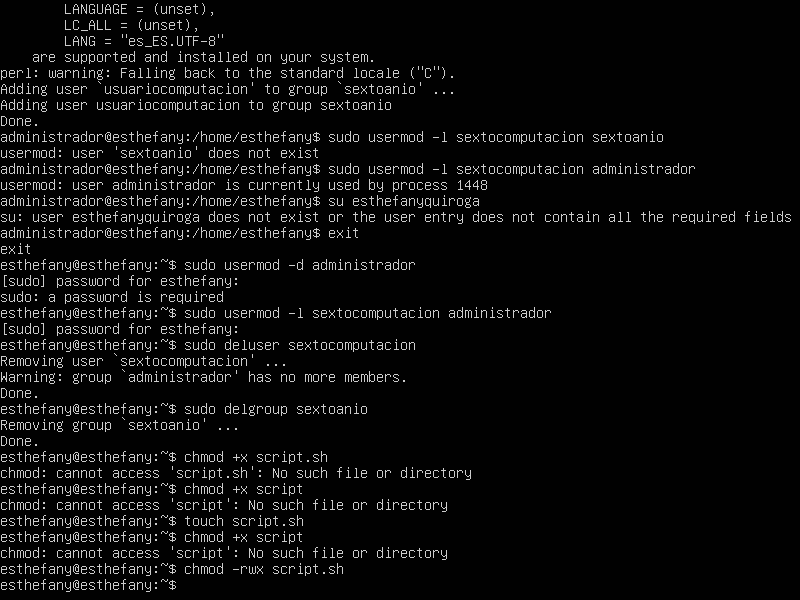 LANGUAGE = (unset),
LC_ALL = (unset),
LANG = "es_ES.UTF-8"
are supported and installed on your system.
perl: warning: Falling back to the standard locale ("C").
Adding user `usuariocomputacion' to group `sextoanio' ...
Adding user usuariocomputacion to group sextoanio
Done.
administrador@esthefany:/home/esthefany$ sudo usermod -l sextocomputacion sextoanio
usermod: user 'sextoanio' does not exist
administrador@esthefany:/home/esthefany$ sudo usermod -l sextocomputacion administrador
usermod: user administrador is currently used by process 1448
administrador@esthefany:/home/esthefany$ su esthefanyquiroga
su: user esthefanyquiroga does not exist or the user entry does not contain all the required fields
administrador@esthefany:/home/esthefany$ exit
exit
esthefany@esthefany:~$ sudo usermod -d administrador
[sudo] password for esthefany:
sudo: a password is required
esthefany@esthefany:~$ sudo usermod -l sextocomputacion administrador
[sudo] password for esthefany:
esthefany@esthefany:~$ sudo deluser sextocomputacion
Removing user `sextocomputacion' ...
Warning: group `administrador' has no more members.
Done.
esthefany@esthefany:~$ sudo delgroup sextoanio
Removing group `sextoanio' ...
Done.
esthefany@esthefany:~$ chmod +x script.sh
chmod: cannot access 'script.sh': No such file or directory
esthefany@esthefany:~$ chmod +x script
chmod: cannot access 'script': No such file or directory
esthefany@esthefany:~$ touch script.sh
esthefany@esthefany:~$ chmod +x script
chmod: cannot access 'script': No such file or directory
esthefany@esthefany:~$ chmod -rwx script.sh
esthefany@esthefany:~$